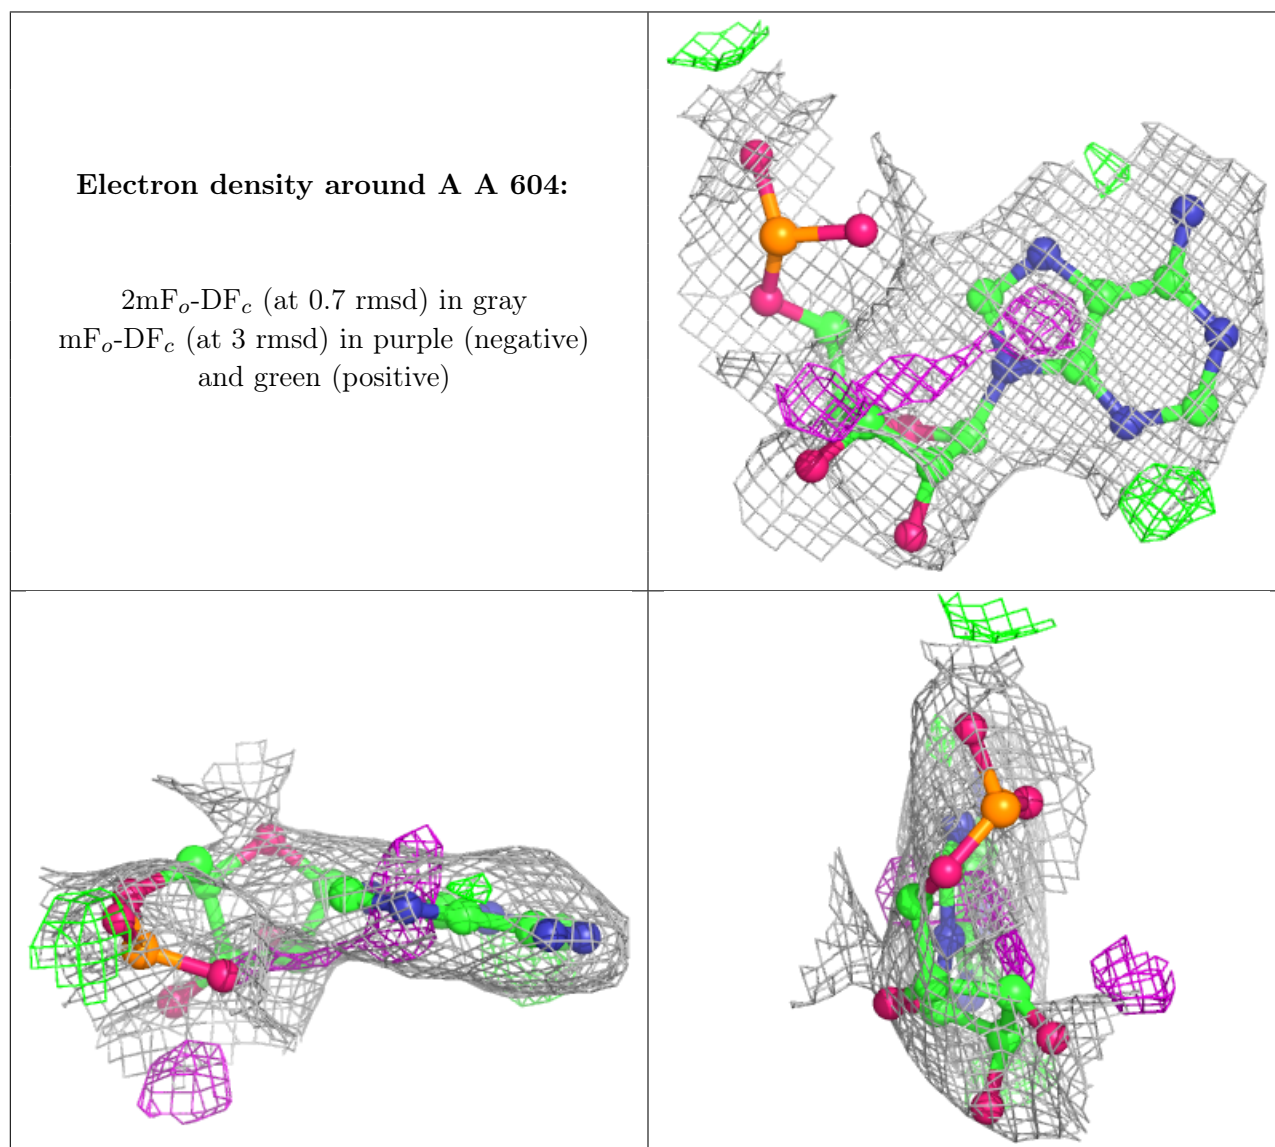 Electron density around A A 604:
2mFo-DFc (at 0.7 rmsd) in gray
mFo-DFc (at 3 rmsd) in purple (negative)
and green (positive)